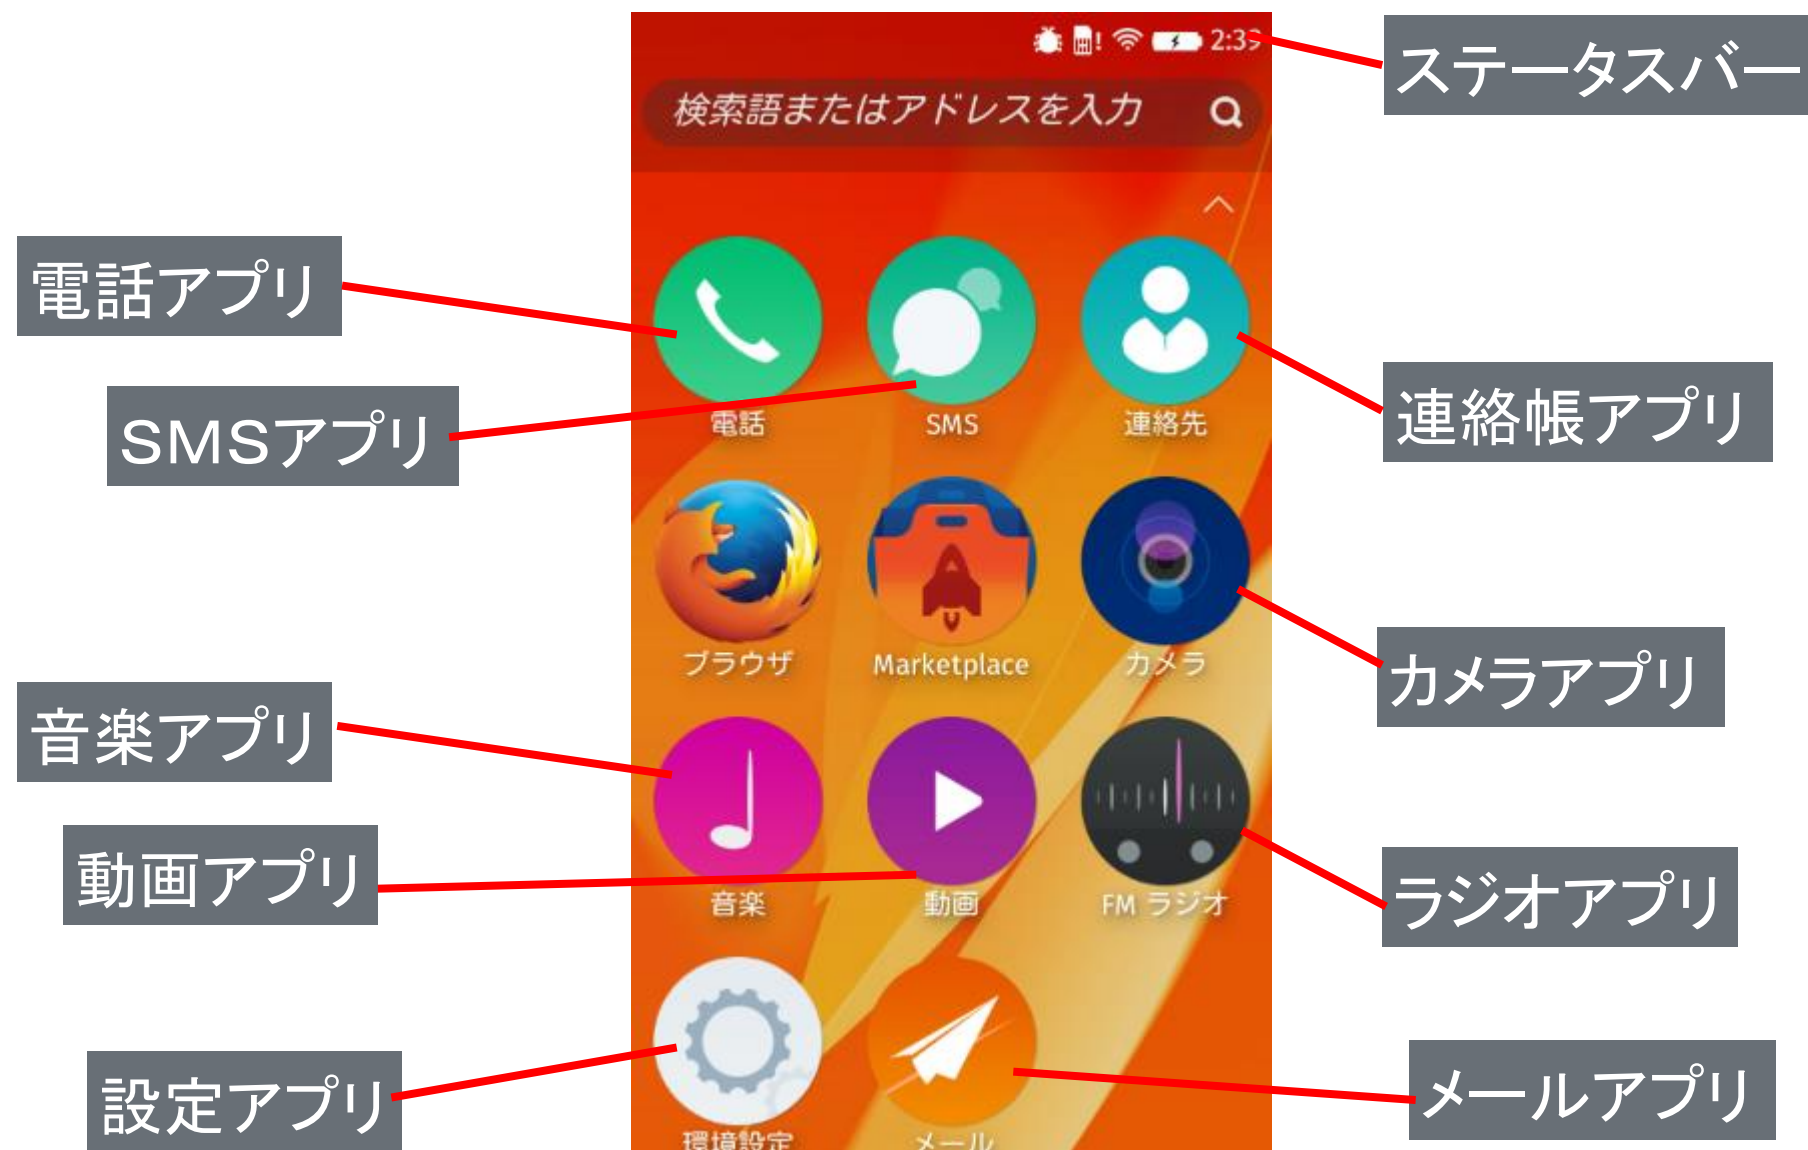 2:39
ステータスバー
検索語またはアドレスを入力
電話アプリ
SMSアプリ
連絡帳アプリ
電話
SMS
連絡先
ブラウザ
Marketplace
カメラ
カメラアプリ
音楽アプリ
動画アプリ
ラジオアプリ
音楽
動画
FM ラジオ
設定アプリ
メールアプリ
環境設定
メール